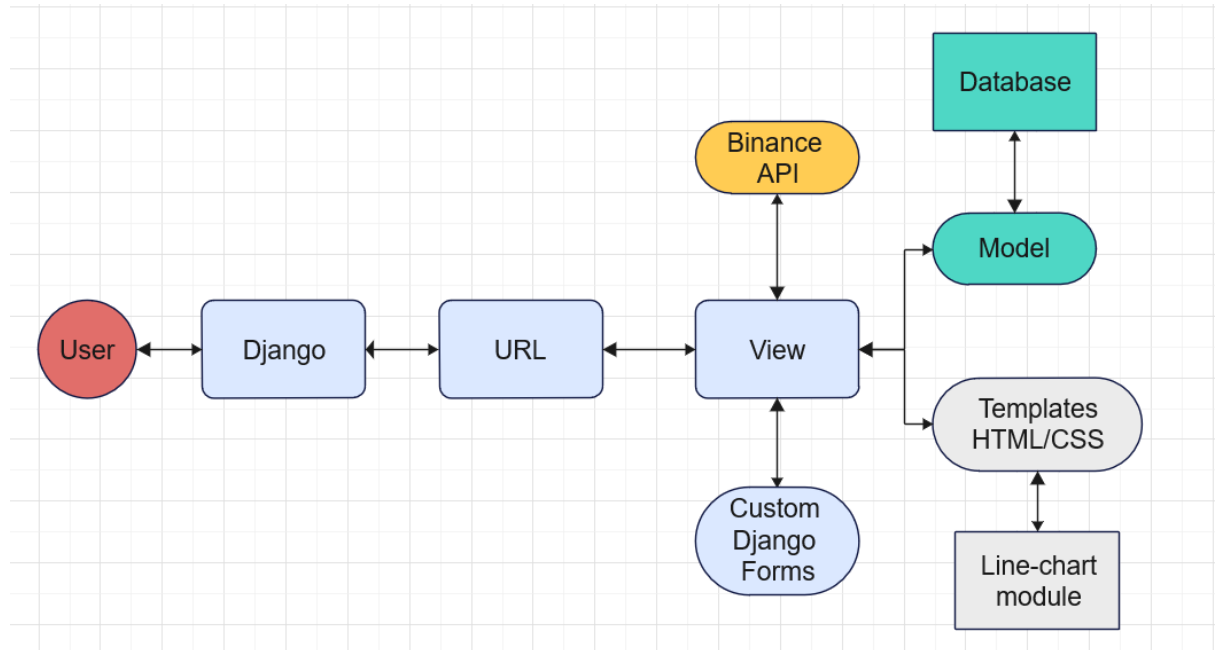 Database
Binance
API
Model
User
Django
URL
View
Templates
HTML/CSS
Custom
Django
Forms
Line-chart
module